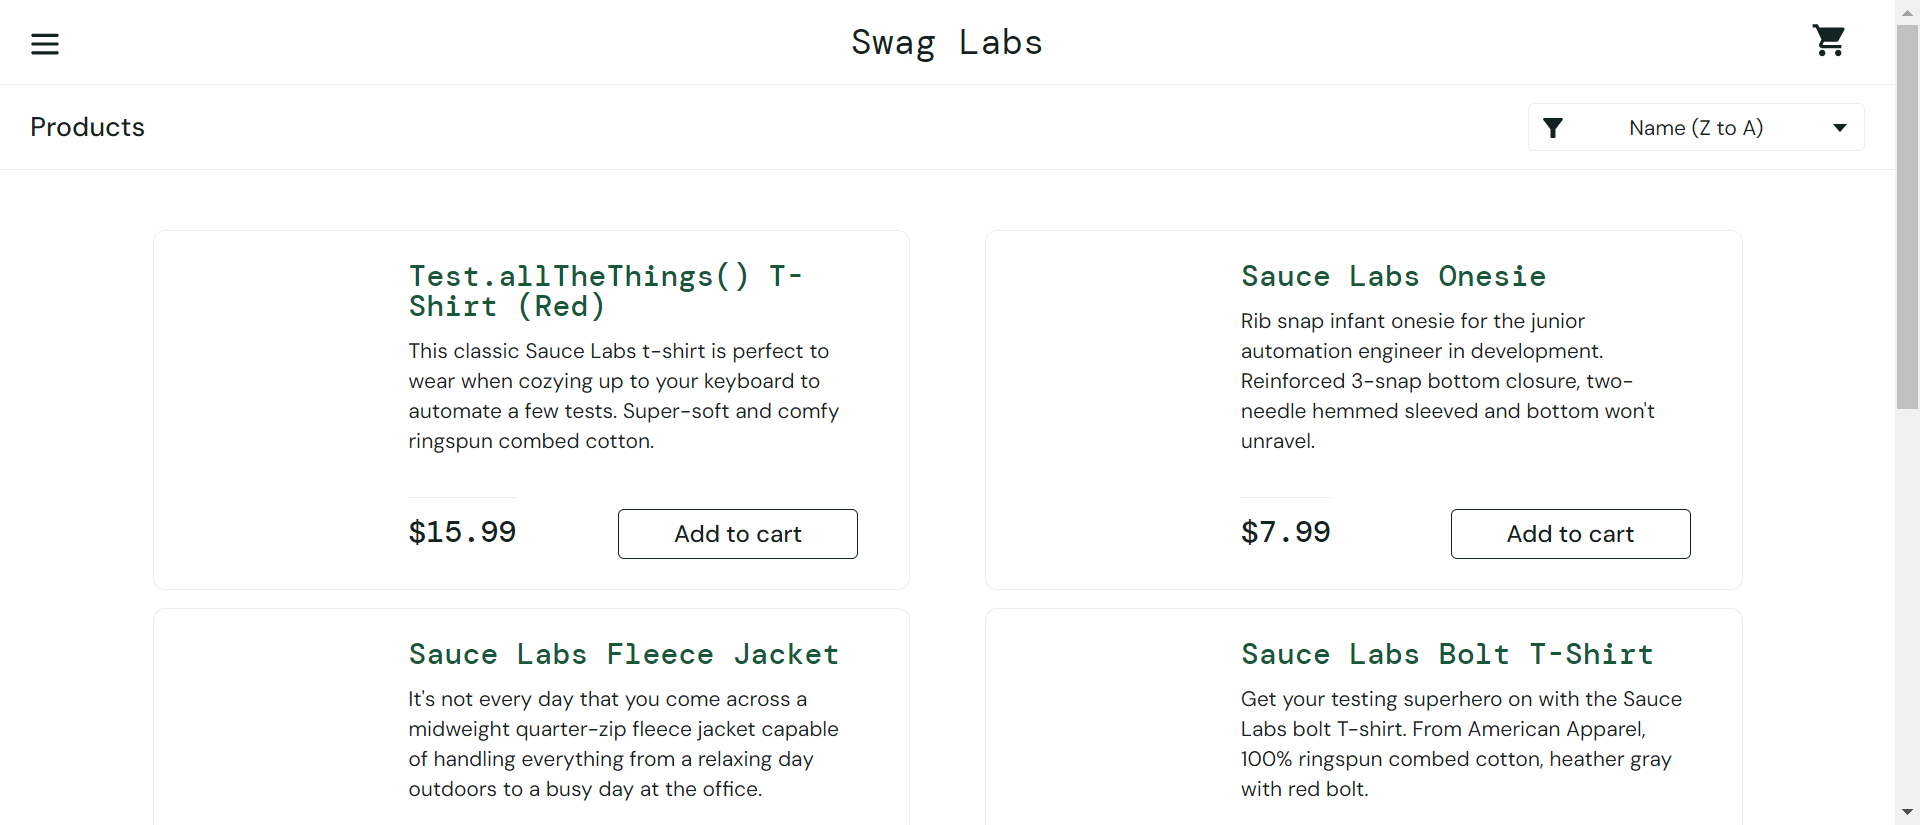 Swag Labs
Products
Name (Z to A)
Test.allTheThings() T-
Shirt (Red)
This classic Sauce Labs t-shirt is perfect to
wear when cozying up to your keyboard to
automate a few tests. Super-soft and comfy
ringspun combed cotton.
$15.99
Add to cart
Sauce Labs Onesie
Rib snap infant onesie for the junior
automation engineer in development.
Reinforced 3-snap bottom closure, two-
needle hemmed sleeved and bottom won't
unravel.
$7.99
Add to cart
Sauce Labs Fleece Jacket
It's not every day that you come across a
midweight quarter-zip fleece jacket capable
of handling everything from a relaxing day
outdoors to a busy day at the office.
Sauce Labs Bolt T-Shirt
Get your testing superhero on with the Sauce
Labs bolt T-shirt. From American Apparel,
100% ringspun combed cotton, heather gray
with red bolt.